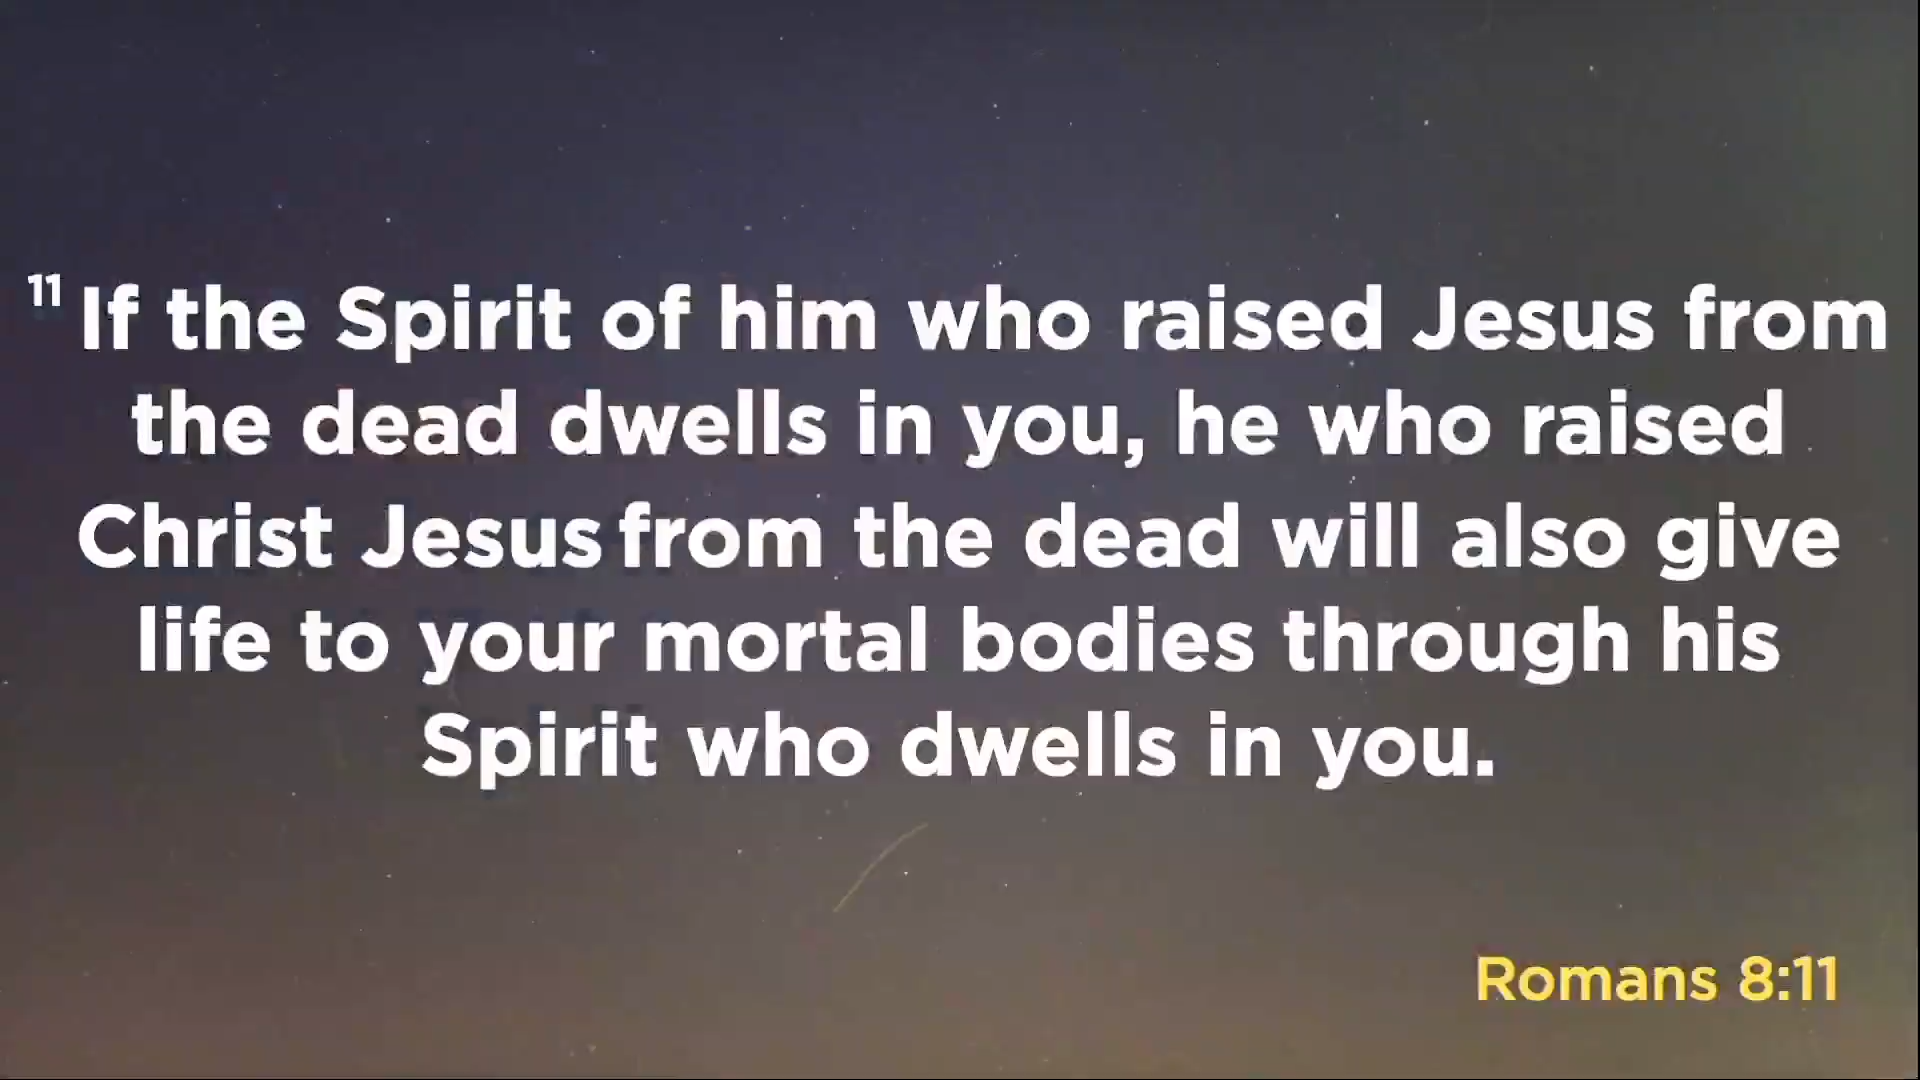 11 If the Spirit of him who raised Jesus from
the dead dwells in you, he who raised
Christ Jesus from the dead will also give
life to your mortal bodies through his
Spirit who dwells in you.
Romans 8:11